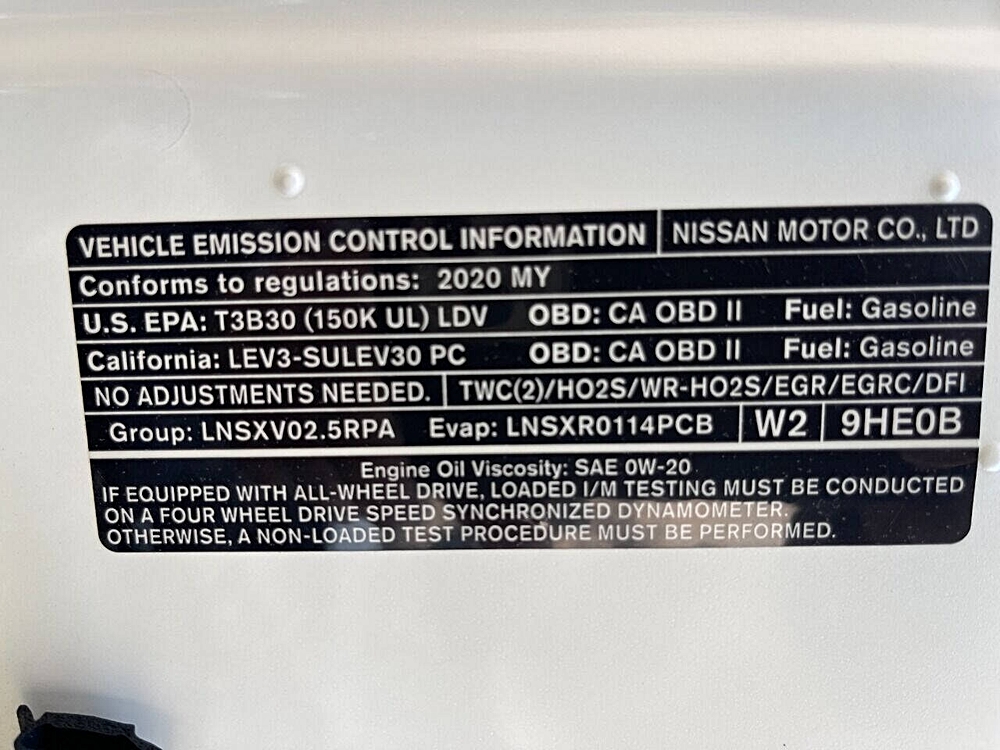 VEHICLE EMISSION CONTROL INFORMATION NISSAN MOTOR CO., LTD
Conforms to regulations: 2020 MY
U.S. EPA: T3B30 (150K UL) LDV OBD: CA OBD II Fuel: Gasoline
California: LEV3-SULEV30 PC OBD: CA OBD II Fuel: Gasoline
NO ADJUSTMENTS NEEDED. TWC(2)/HO2S/WR-HO2S/EGR/EGRC/DFI
Group: LNSXV02.5RPA Evap: LNSXR0114PCB W2 9HE0B
Engine Oil Viscosity: SAE 0W-20
IF EQUIPPED WITH ALL-WHEEL DRIVE, LOADED I/M TESTING MUST BE CONDUCTED
ON A FOUR WHEEL DRIVE SPEED SYNCHRONIZED DYNAMOMETER.
OTHERWISE, A NON-LOADED TEST PROCEDURE MUST BE PERFORMED.